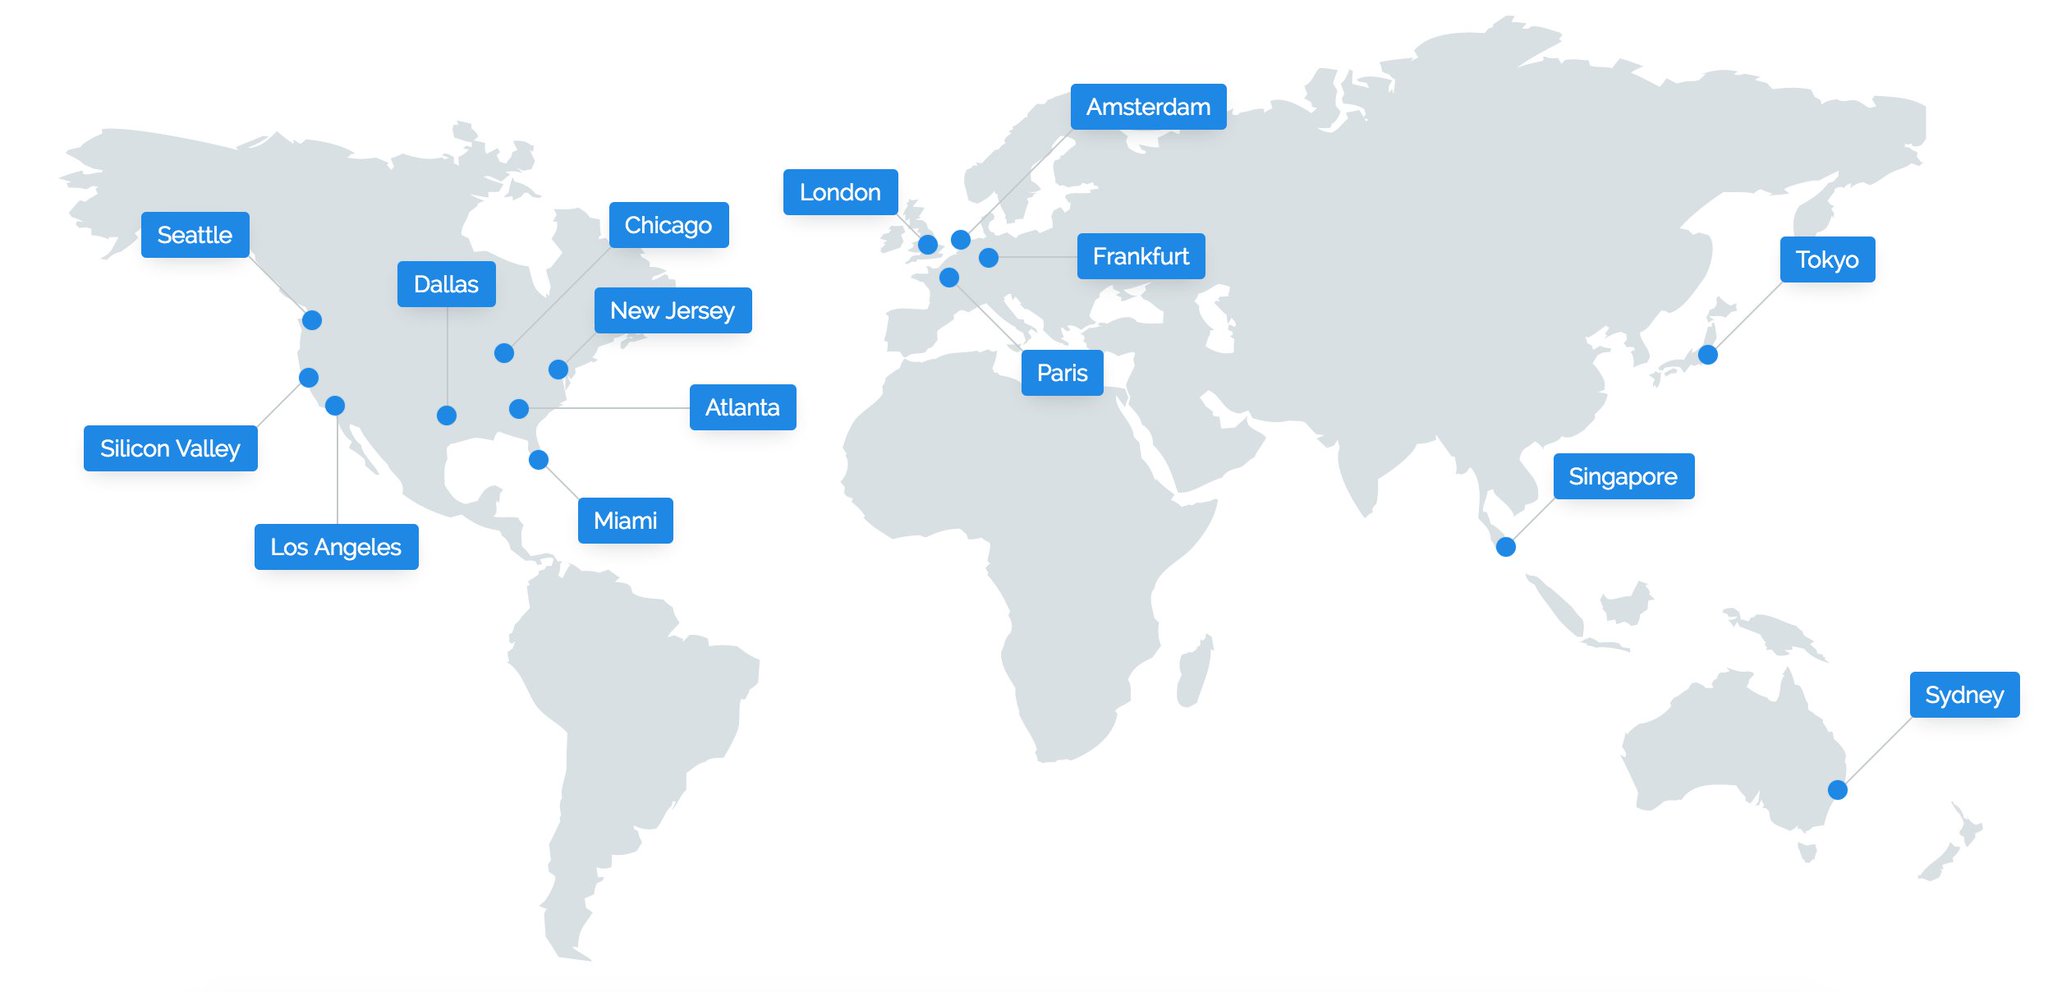 Amsterdam
London
Chicago
Seattle
Frankfurt
Tokyo
Dallas
New Jersey
Paris
Atlanta
Silicon Valley
Singapore
Miami
Los Angeles
Sydney